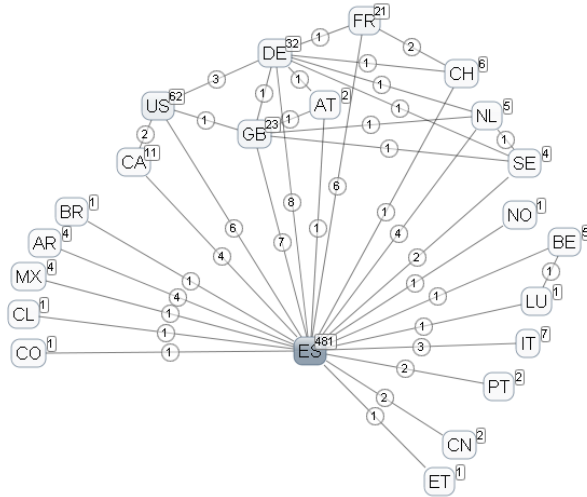 FR 21
1
DE 32
2
1
CH 6
3
1
1
1
US 62
1
AT 2
1
NL 5
1
1
GB 23
1
2
1
SE 4
CA 11
1
6
BR 1
8
1
NO 1
AR 4
6
7
1
4
BE 5
4
2
MX 4
1
1
1
4
1
LU 1
CL 1
1
1
1
IT 7
CO 1
1
ES 481
3
2
PT 2
2
1
CN 2
ET 1